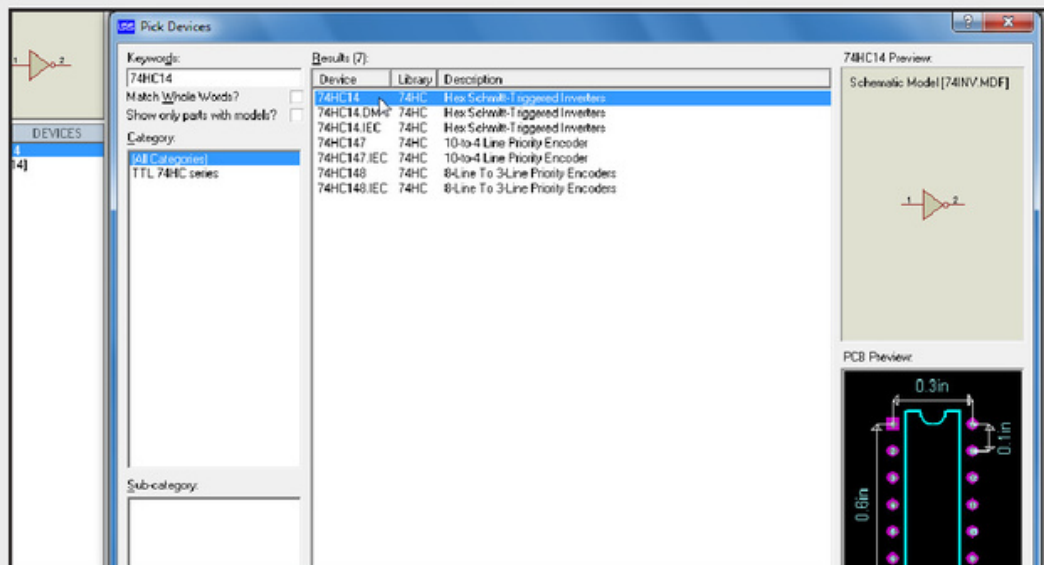 ISIS Pick Devices
Keywords:
74HC14
Match Whole Words?
Show only parts with models?
Category:
(All Categories)
TTL 74HC series
Sub-category:
Results (7):
Device Library Description
74HC14 74HC Hex Schmitt-Triggered Inverters
74HC14.DM 74HC Hex Schmitt-Triggered Inverters
74HC14.IEC 74HC Hex Schmitt-Triggered Inverters
74HC147 74HC 10-to-4 Line Priority Encoder
74HC147.IEC 74HC 10-to-4 Line Priority Encoder
74HC148 74HC 8-Line To 3-Line Priority Encoders
74HC148.IEC 74HC 8-Line To 3-Line Priority Encoders
74HC14 Preview:
Schematic Model [74INV.MDF]
1 2
PCB Preview:
0.3in
0.1in
0.6in
1 2
DEVICES
4
14]